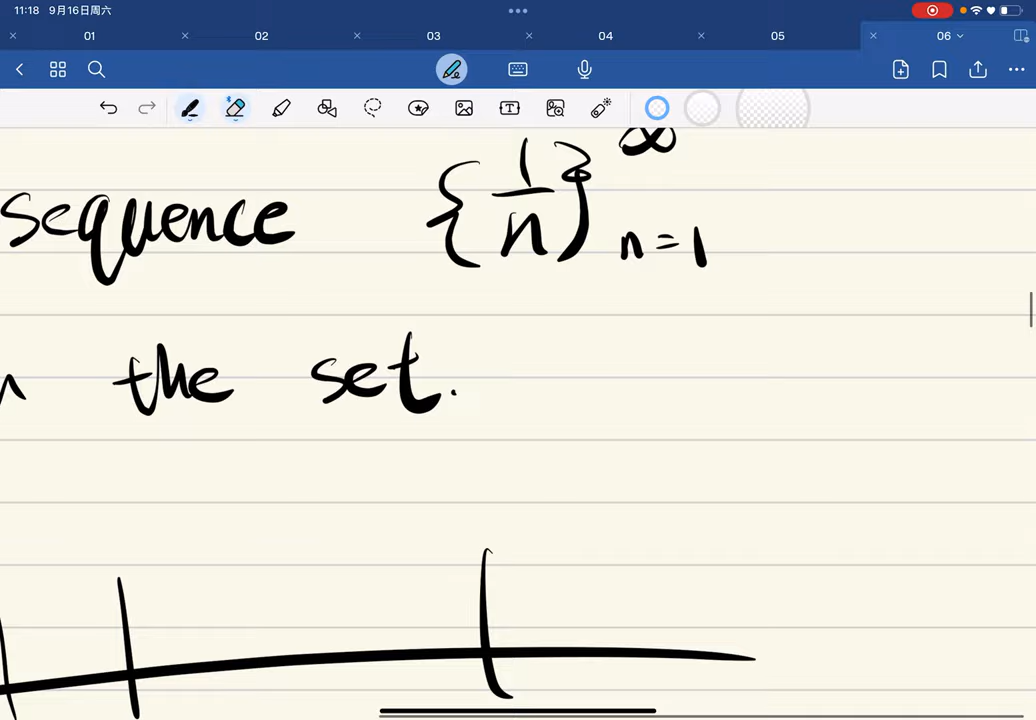 11:18 9月16日周六
01 02 03 04 05 06
∞
sequence {1/n} n=1
the set.